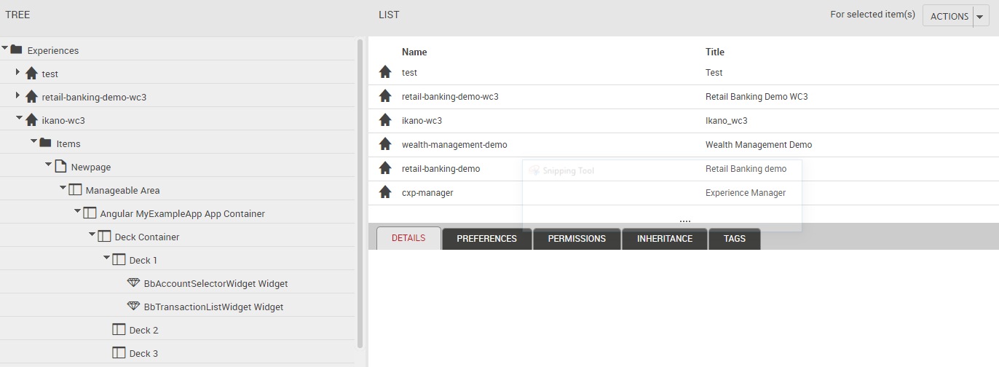 TREE
Experiences
test
retail-banking-demo-wc3
ikano-wc3
Items
Newpage
Manageable Area
Angular MyExampleApp App Container
Deck Container
Deck 1
BbAccountSelectorWidget Widget
BbTransactionListWidget Widget
Deck 2
Deck 3
LIST For selected item(s) ACTIONS
Name Title
test Test
retail-banking-demo-wc3 Retail Banking Demo WC3
ikano-wc3 Ikano_wc3
wealth-management-demo Wealth Management Demo
retail-banking-demo Snipping Tool Retail Banking demo
cxp-manager Experience Manager
....
DETAILS PREFERENCES PERMISSIONS INHERITANCE TAGS